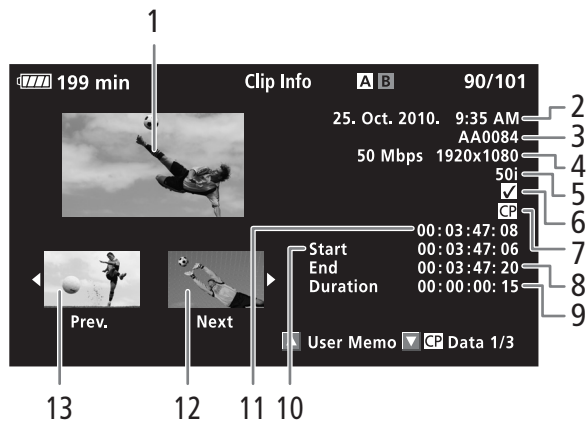 1
199 min Clip Info A B 90/101
25. Oct. 2010. 9:35 AM 2
AA0084 3
50 Mbps 1920x1080 4
50i 5
✓ 6
CP 7
00:03:47:08
Start 00:03:47:06
End 00:03:47:20 8
Duration 00:00:00:15 9
Prev. Next
User Memo CP Data 1/3
13 12 11 10